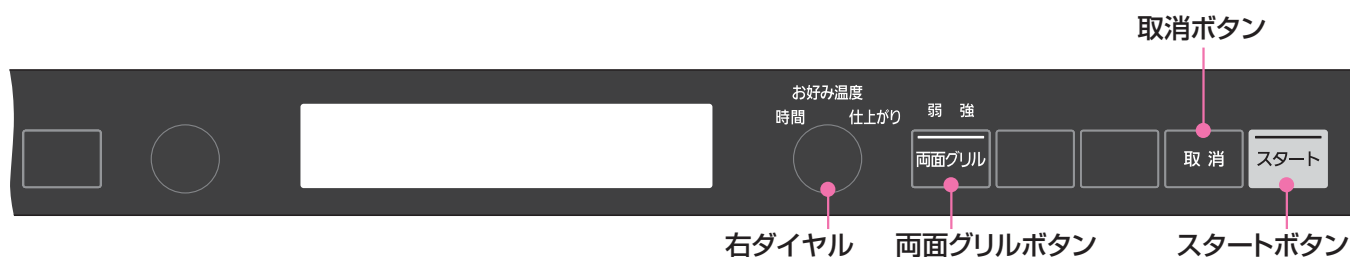 取消ボタン
お好み温度
時間 仕上がり
弱 強
両面グリル
取消
スタート
右ダイヤル
両面グリルボタン
スタートボタン